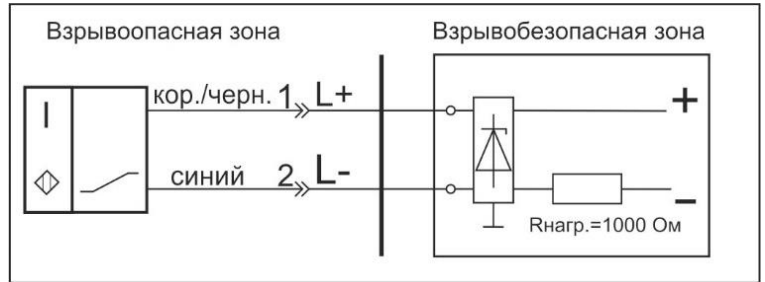 Взрывоопасная зона
Взрывобезопасная зона
I
кор./черн. 1 L+
+
синий 2 L-
–
Rнагр.=1000 Ом